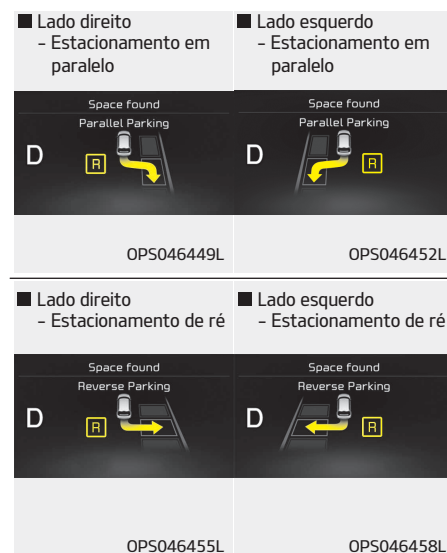 ■ Lado direito
– Estacionamento em
paralelo
Space found
Parallel Parking
D
R
OPS046449L
■ Lado esquerdo
– Estacionamento em
paralelo
Space found
Parallel Parking
D
R
OPS046452L
■ Lado direito
– Estacionamento de ré
Space found
Reverse Parking
D
R
OPS046455L
■ Lado esquerdo
– Estacionamento de ré
Space found
Reverse Parking
D
R
OPS046458L